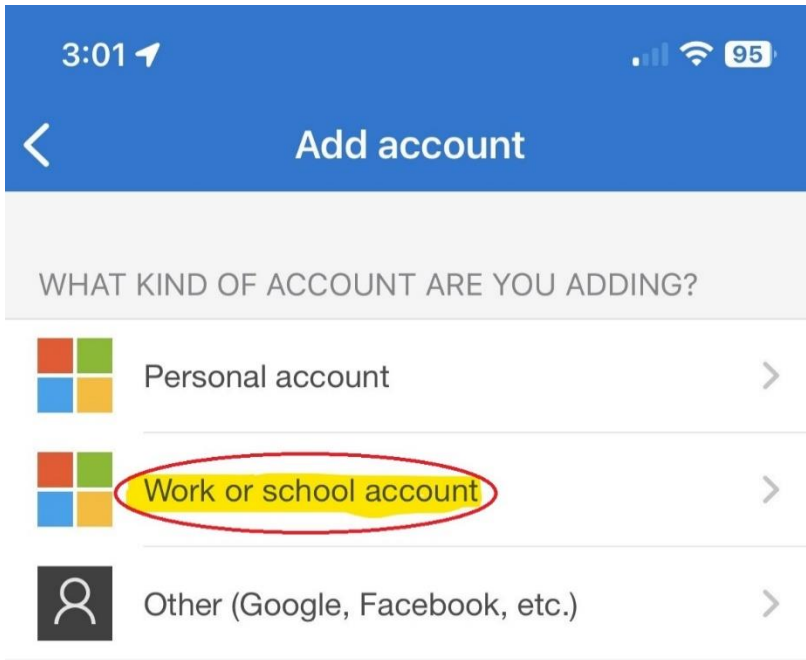 3:01
95
Add account
WHAT KIND OF ACCOUNT ARE YOU ADDING?
Personal account
Work or school account
Other (Google, Facebook, etc.)